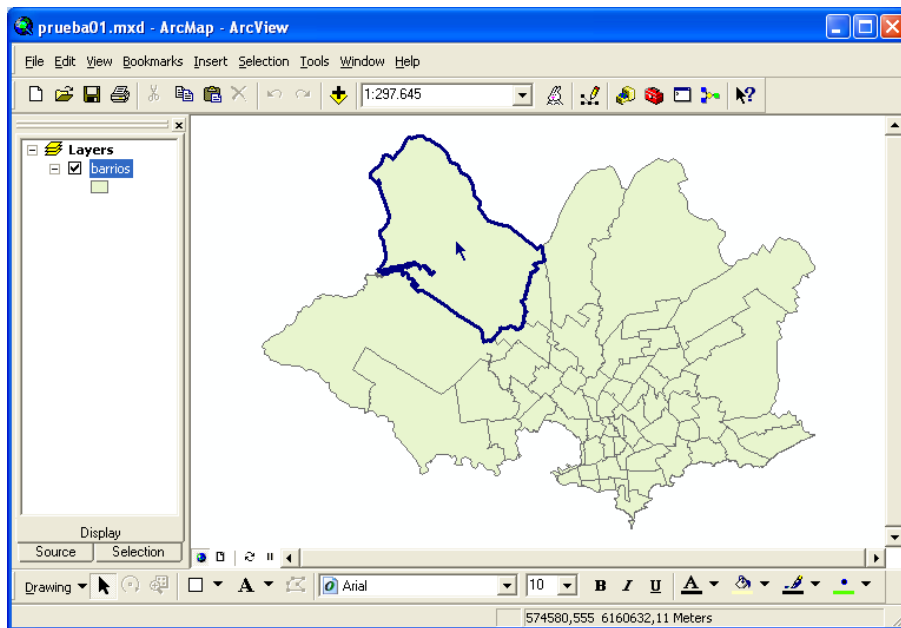 prueba01.mxd - ArcMap - ArcView
File Edit View Bookmarks Insert Selection Tools Window Help
1:297.645
Layers
barrios
Display
Source Selection
Drawing A Arial 10 B I U A
574580,555 6160632,11 Meters